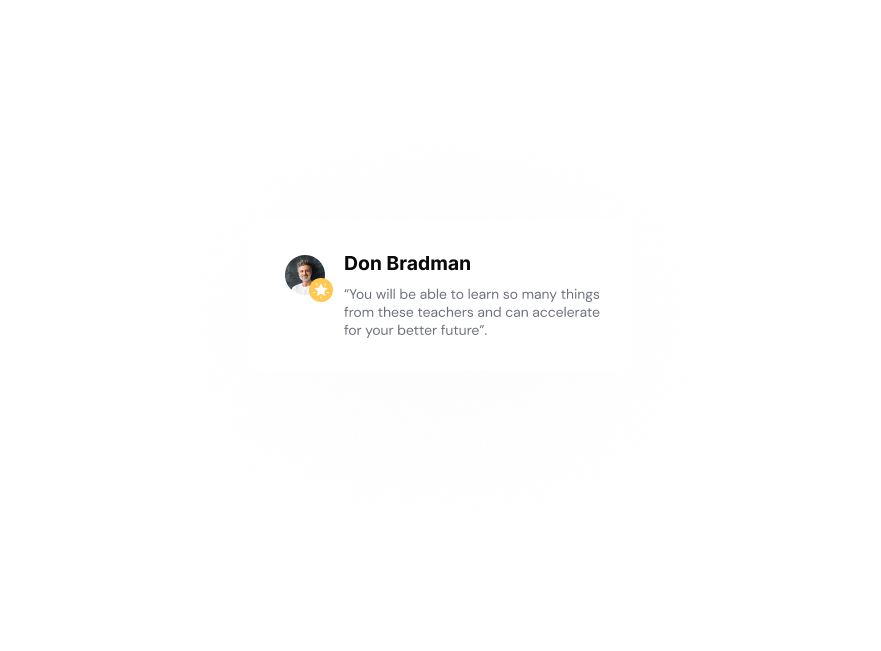 Don Bradman
“You will be able to learn so many things
from these teachers and can accelerate
for your better future”.